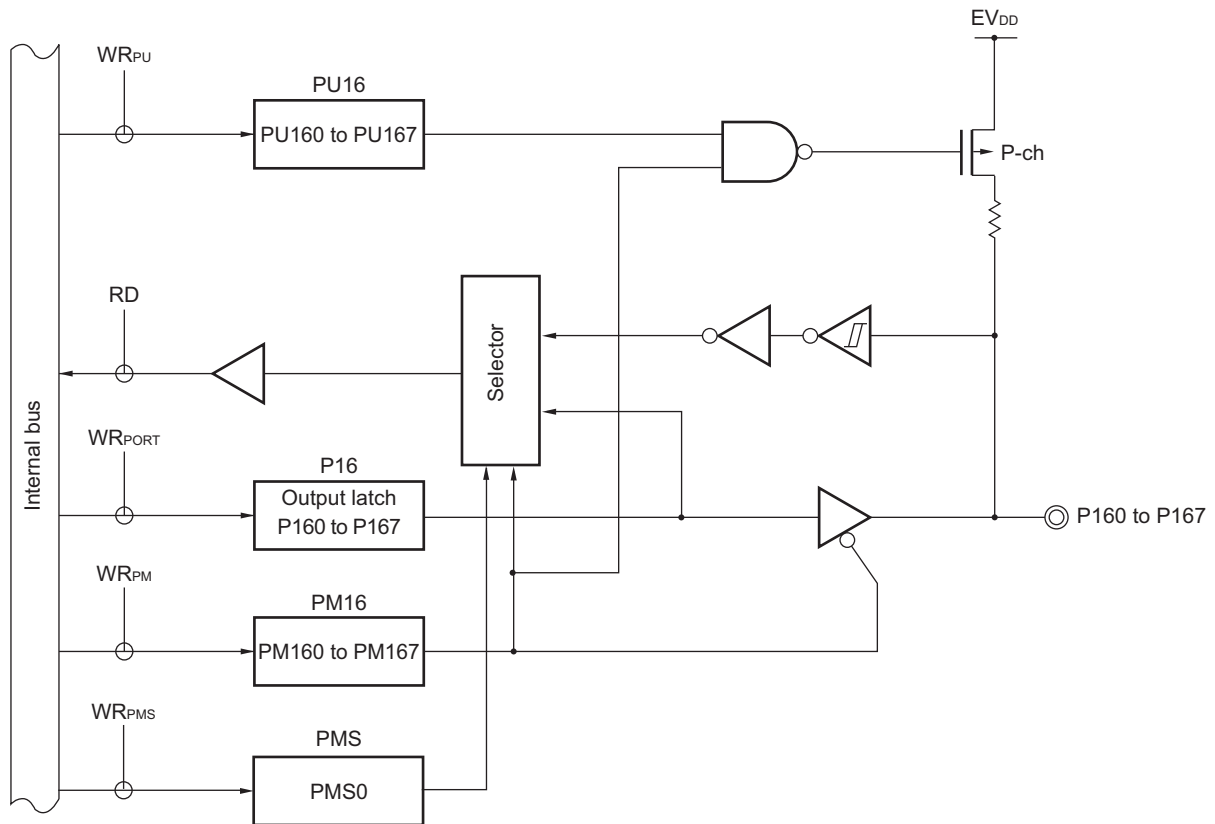 EVDD
WRPU
PU16
PU160 to PU167
P-ch
RD
Selector
Internal bus
WRPORT
P16
Output latch
P160 to P167
P160 to P167
WRPM
PM16
PM160 to PM167
WRPMS
PMS
PMS0